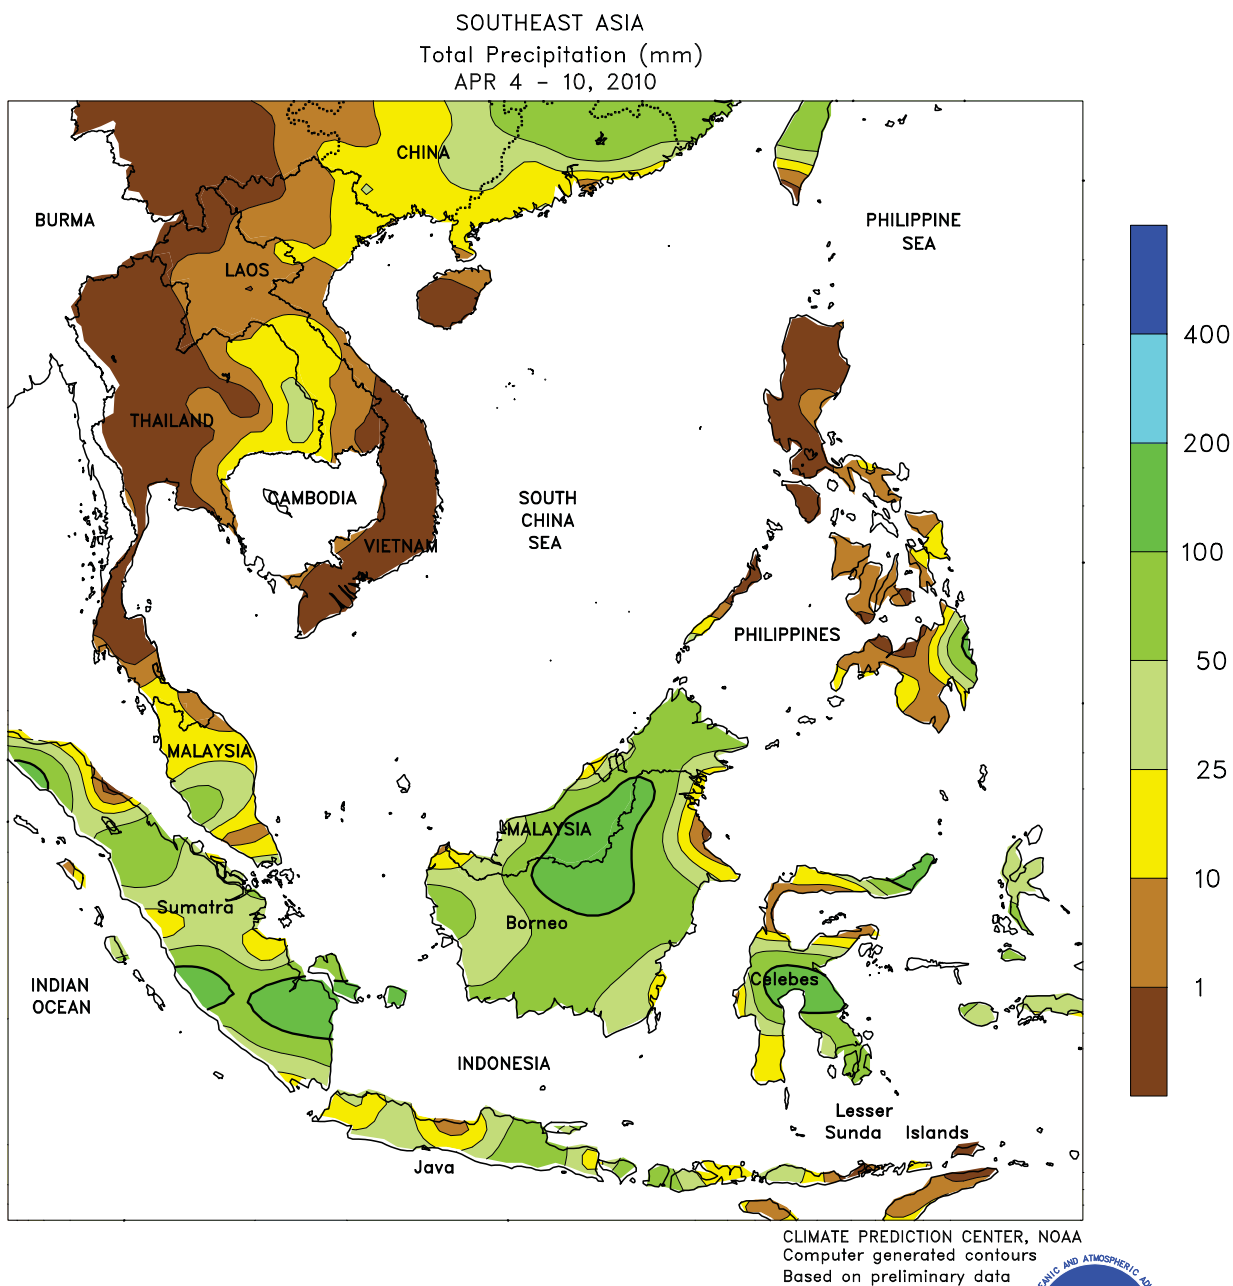 SOUTHEAST ASIA
Total Precipitation (mm)
APR 4 - 10, 2010
CHINA
BURMA
PHILIPPINE
SEA
LAOS
400
THAILAND
200
CAMBODIA
SOUTH
CHINA
SEA
VIETNAM
100
PHILIPPINES
50
MALAYSIA
25
MALAYSIA
10
Sumatra
Borneo
Celebes
INDIAN
OCEAN
1
INDONESIA
Lesser
Sunda Islands
Java
CLIMATE PREDICTION CENTER, NOAA
Computer generated contours
Based on preliminary data
AND ATMOSPHERIC